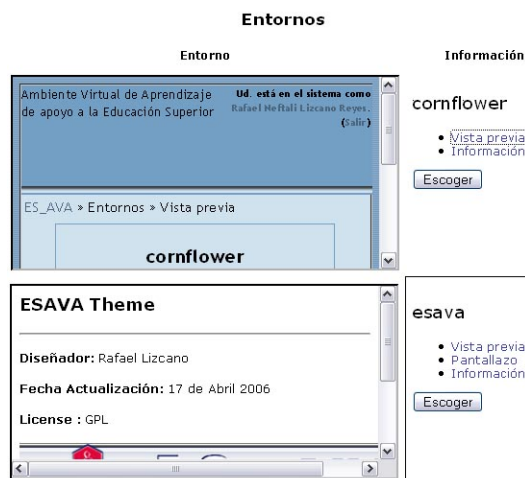 Entornos
Entorno
Información
Ambiente Virtual de Aprendizaje
de apoyo a la Educación Superior
Ud. está en el sistema como
Rafael Neftali Lizcano Reyes.
(Salir)
ES_AVA » Entornos » Vista previa
cornflower
cornflower
Vista previa
Información
Escoger
ESAVA Theme
Diseñador: Rafael Lizcano
Fecha Actualización: 17 de Abril 2006
License : GPL
esava
Vista previa
Pantallazo
Información
Escoger